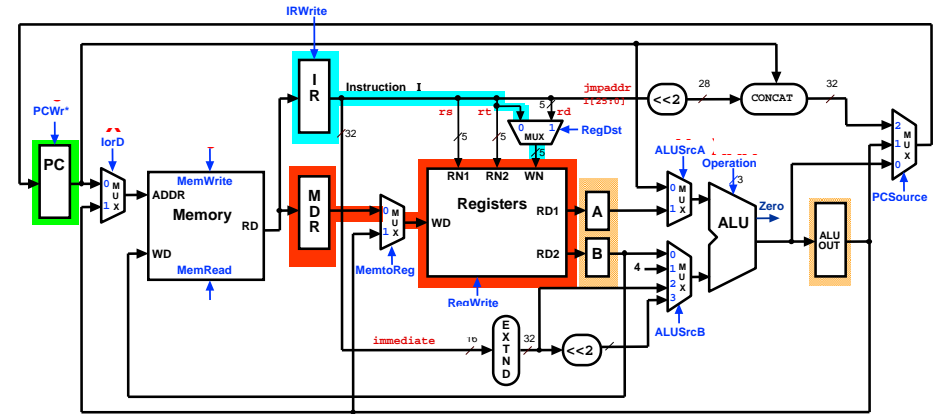 IRWrite
I
R
Instruction I
32
rs
rt
5
rd
jmpaddr
I[25:0]
<<2
28
CONCAT
32
PCWr*
PC
IorD
0
M
U
X
1
MemWrite
ADDR
Memory
RD
WD
MemRead
M
D
R
0
M
U
X
1
MemtoReg
5
5
0
1
MUX
5
RegDst
RN1
RN2
WN
Registers
WD
RD1
RD2
RegWrite
A
B
4
ALUSrcA
0
M
U
X
1
Operation
3
ALU
Zero
0
1
2
3
M
U
X
ALUSrcB
ALU
OUT
2
1
0
M
U
X
PCSource
immediate
16
E
X
T
N
D
32
<<2